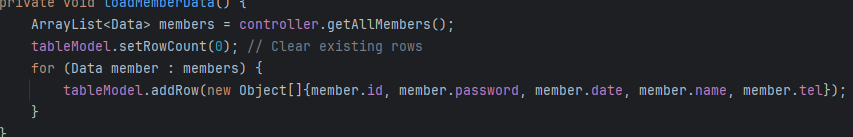 private void loadMemberData() {
    ArrayList<Data> members = controller.getAllMembers();
    tableModel.setRowCount(0); // Clear existing rows
    for (Data member : members) {
        tableModel.addRow(new Object[]{member.id, member.password, member.date, member.name, member.tel});
    }
}